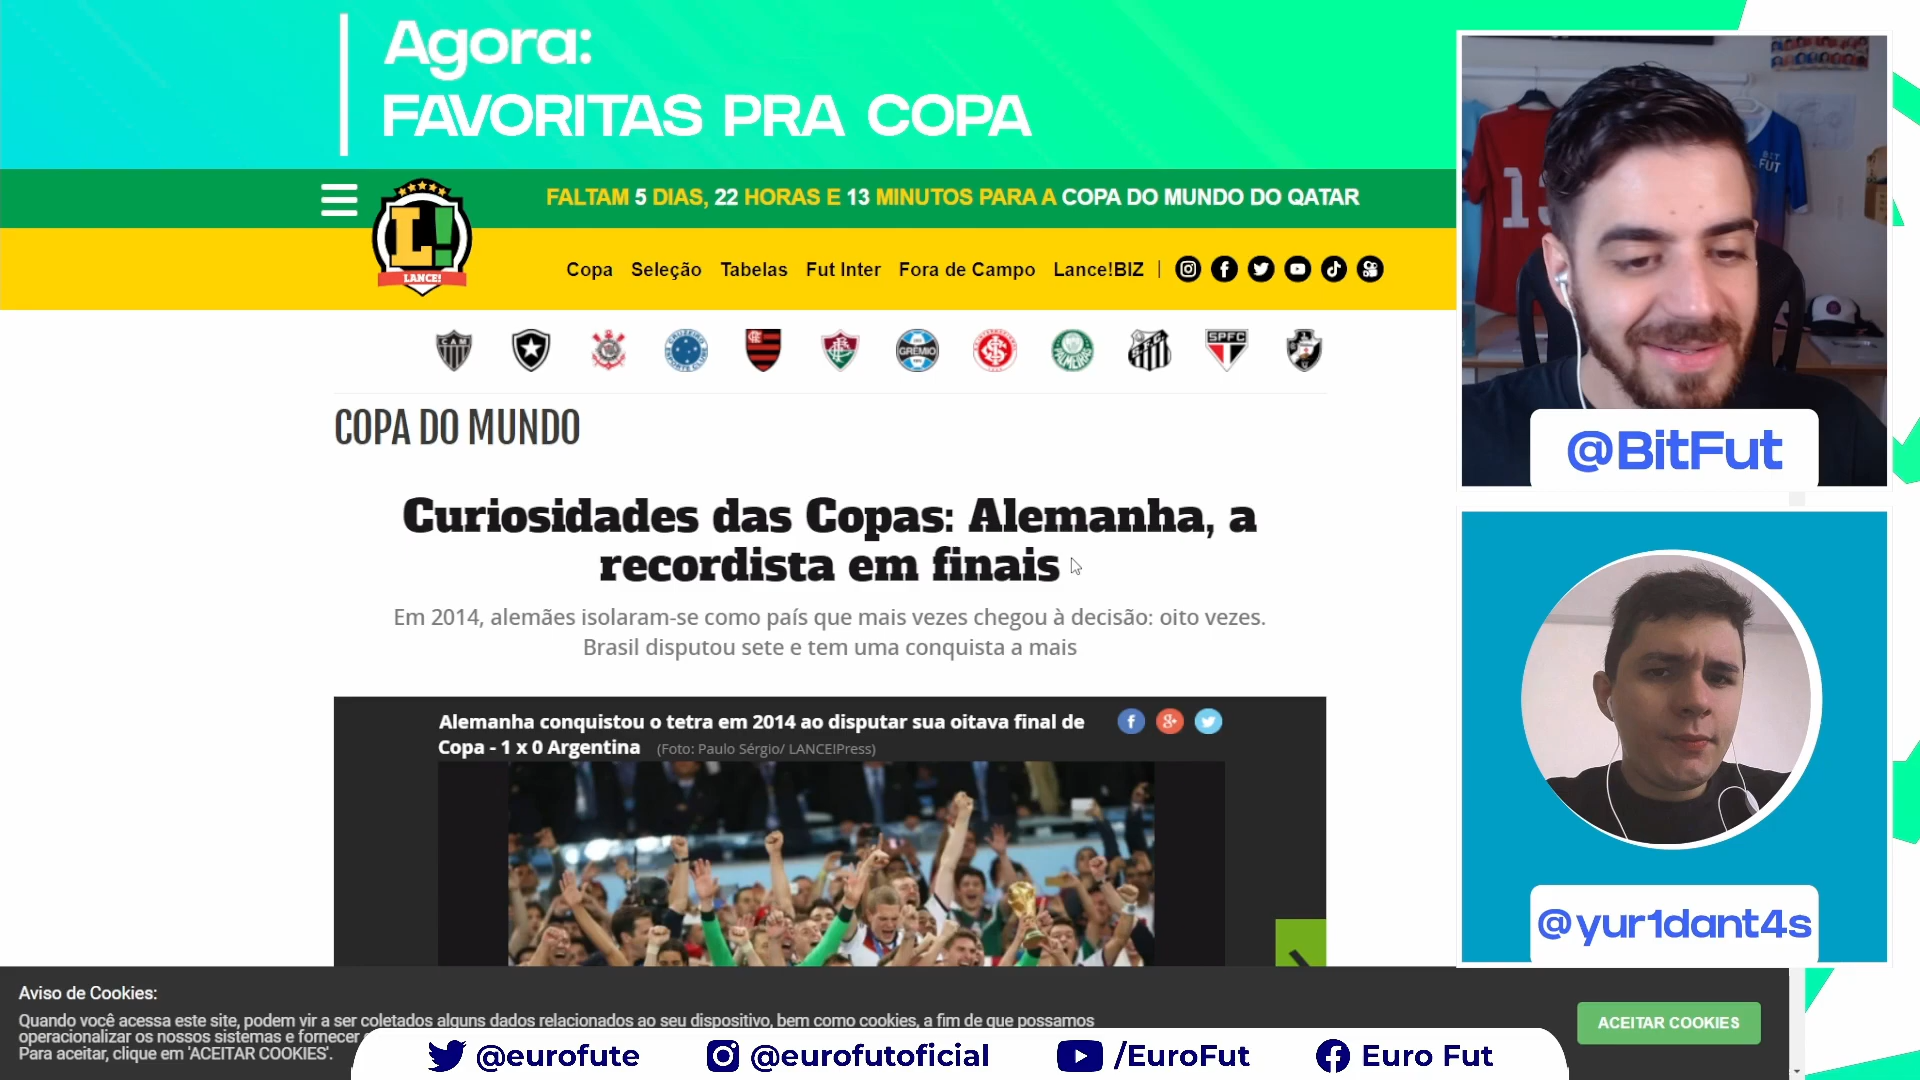 Agora:
FAVORITAS PRA COPA
FALTAM 5 DIAS, 22 HORAS E 13 MINUTOS PARA A COPA DO MUNDO DO QATAR
L!
LANCE!
Copa Seleção Tabelas Fut Inter Fora de Campo Lance!BIZ
CAM
GRÊMIO
PALMEIRAS
SPFC
COPA DO MUNDO
Curiosidades das Copas: Alemanha, a
recordista em finais
Em 2014, alemães isolaram-se como país que mais vezes chegou à decisão: oito vezes.
Brasil disputou sete e tem uma conquista a mais
Alemanha conquistou o tetra em 2014 ao disputar sua oitava final de
Copa - 1 x 0 Argentina (Foto: Paulo Sérgio/ LANCE!Press)
BIT
FUT
@BitFut
@yur1dant4s
Aviso de Cookies:
Quando você acessa este site, podem vir a ser coletados alguns dados relacionados ao seu dispositivo, bem como cookies, a fim de que possamos
operacionalizar os nossos sistemas e fornecer
Para aceitar, clique em 'ACEITAR COOKIES'.
ACEITAR COOKIES
@eurofute @eurofutoficial /EuroFut Euro Fut